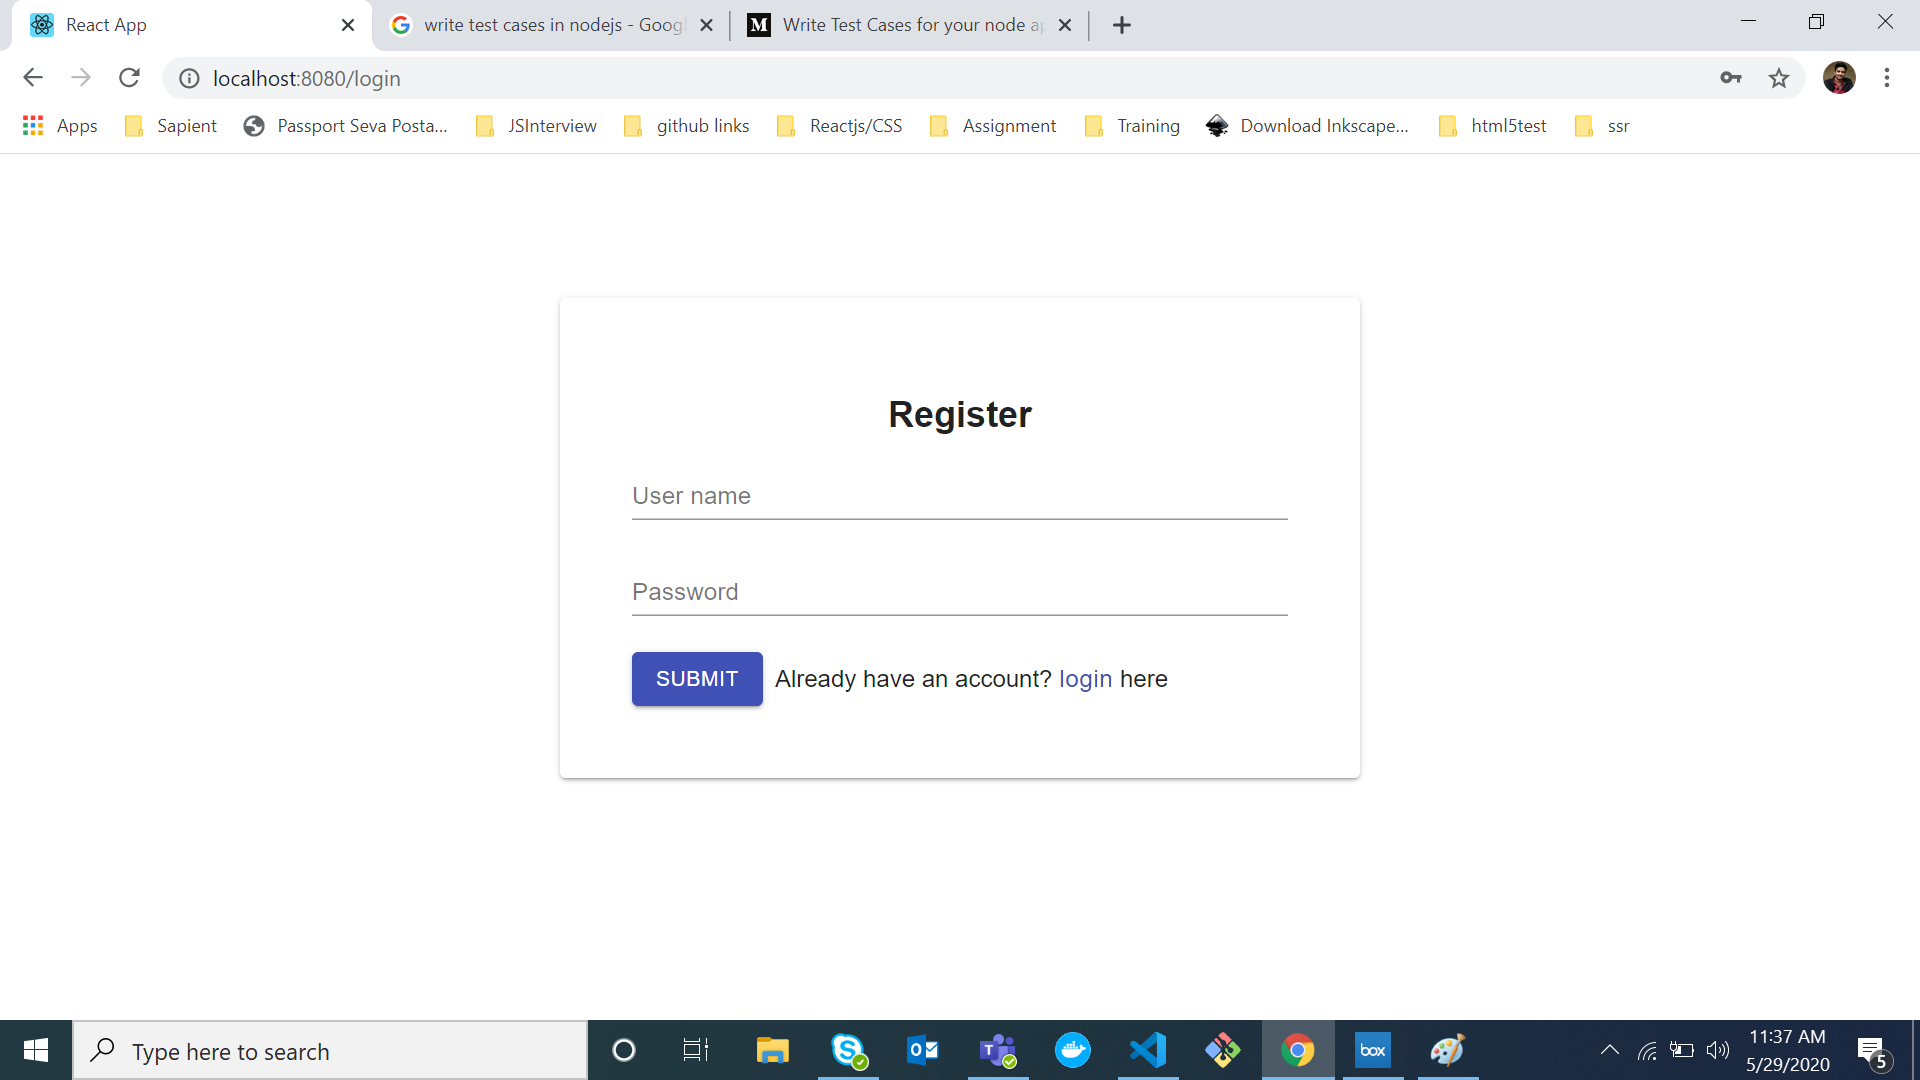 React App
write test cases in nodejs - Goog
Write Test Cases for your node a
localhost:8080/login
Apps
Sapient
Passport Seva Posta...
JSInterview
github links
Reactjs/CSS
Assignment
Training
Download Inkscape...
html5test
ssr
Register
User name
Password
SUBMIT Already have an account? login here
Type here to search
box
11:37 AM
5/29/2020
5